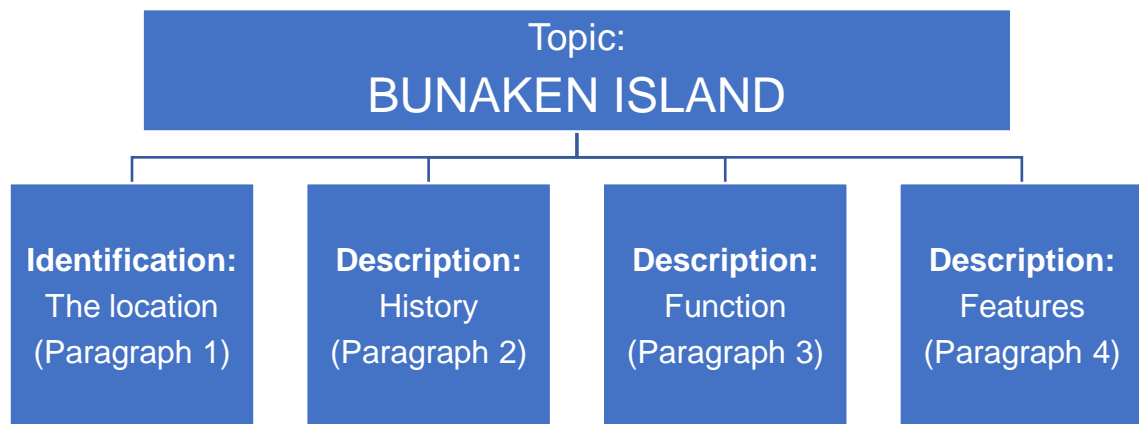 Topic:
BUNAKEN ISLAND
Identification:
The location
(Paragraph 1)
Description:
History
(Paragraph 2)
Description:
Function
(Paragraph 3)
Description:
Features
(Paragraph 4)